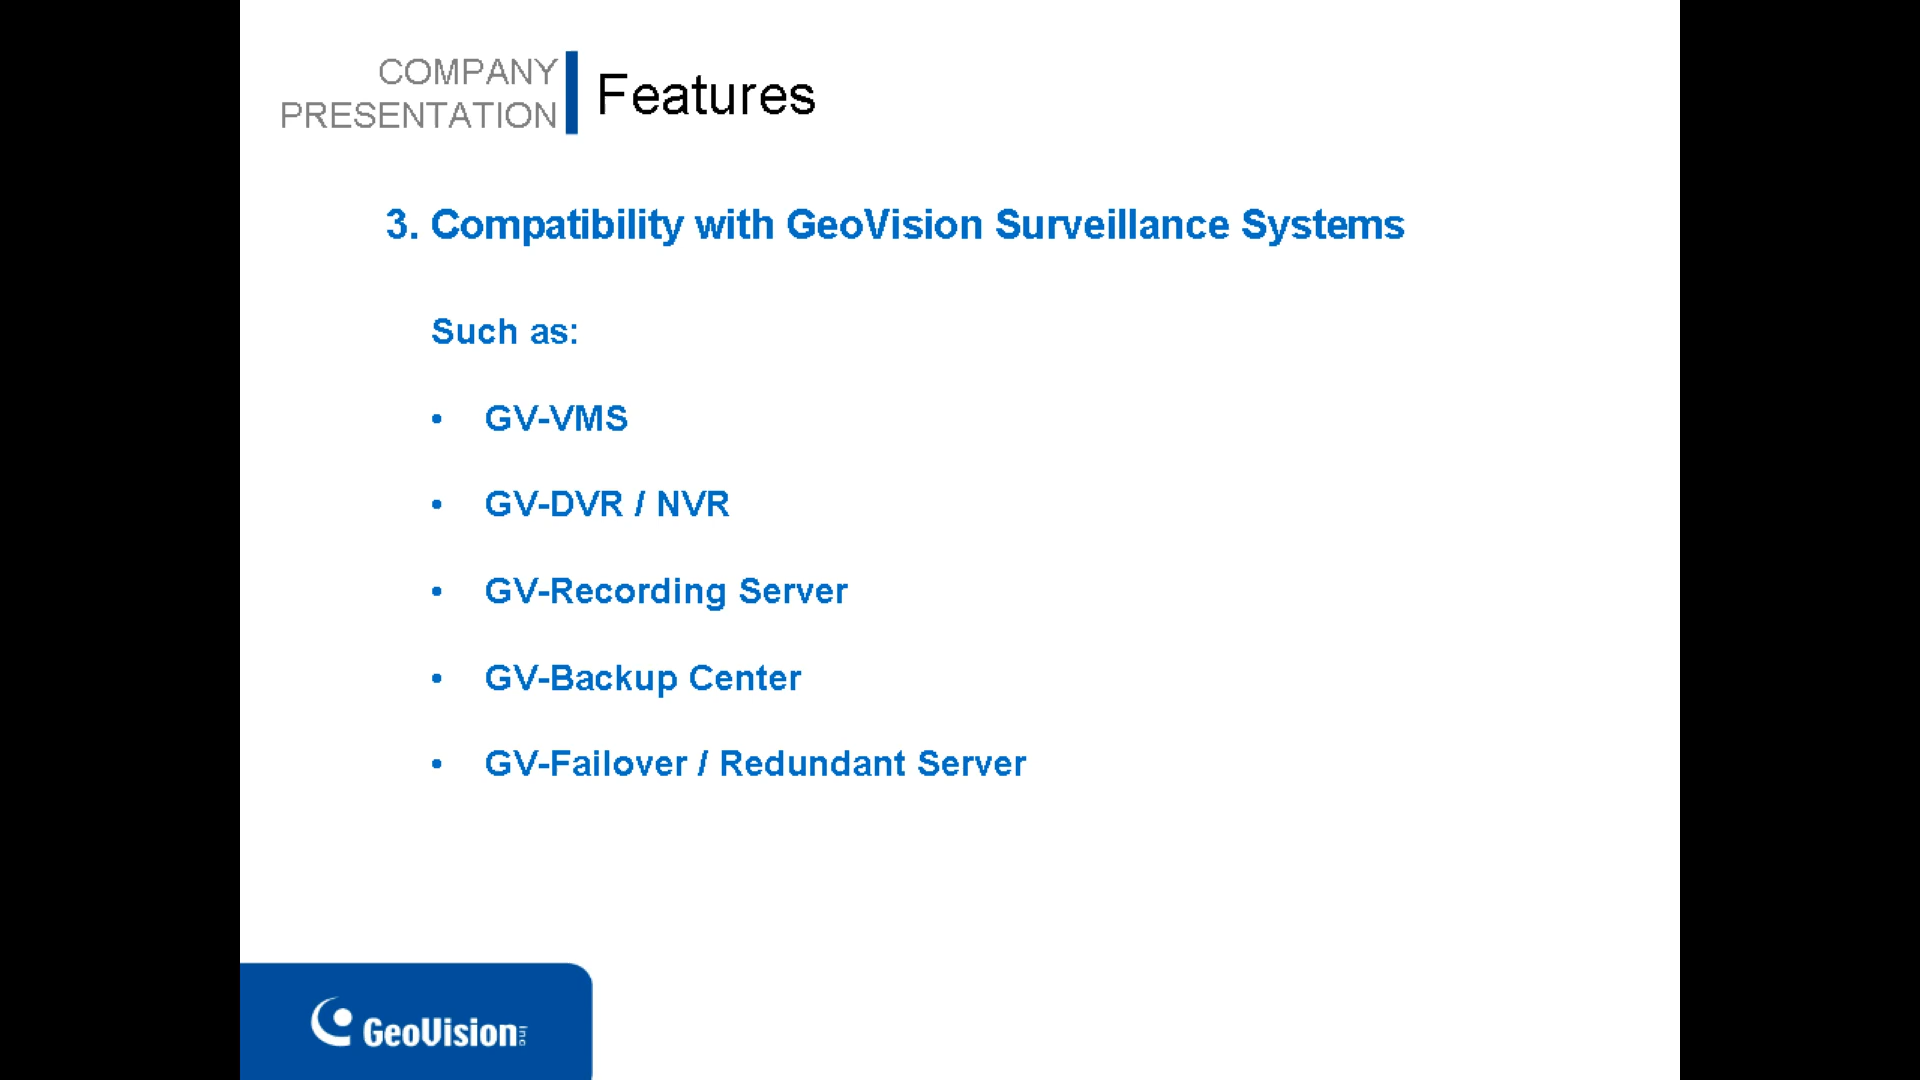 COMPANY
PRESENTATION
Features
3. Compatibility with GeoVision Surveillance Systems
Such as:
• GV-VMS
• GV-DVR / NVR
• GV-Recording Server
• GV-Backup Center
• GV-Failover / Redundant Server
GeoVision Inc